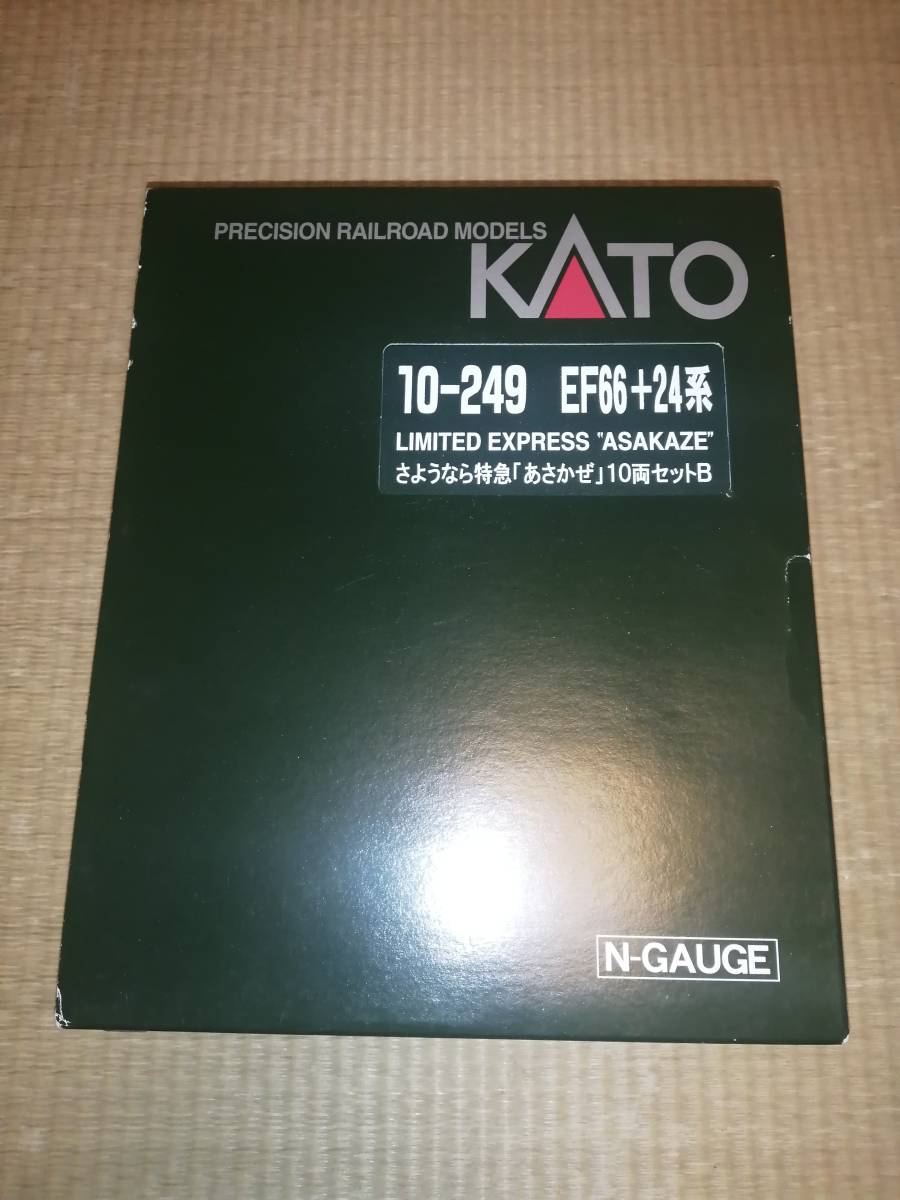 PRECISION RAILROAD MODELS
KATO
10-249 EF66+24系
LIMITED EXPRESS "ASAKAZE"
さようなら特急「あさかぜ」10両セットB
N-GAUGE